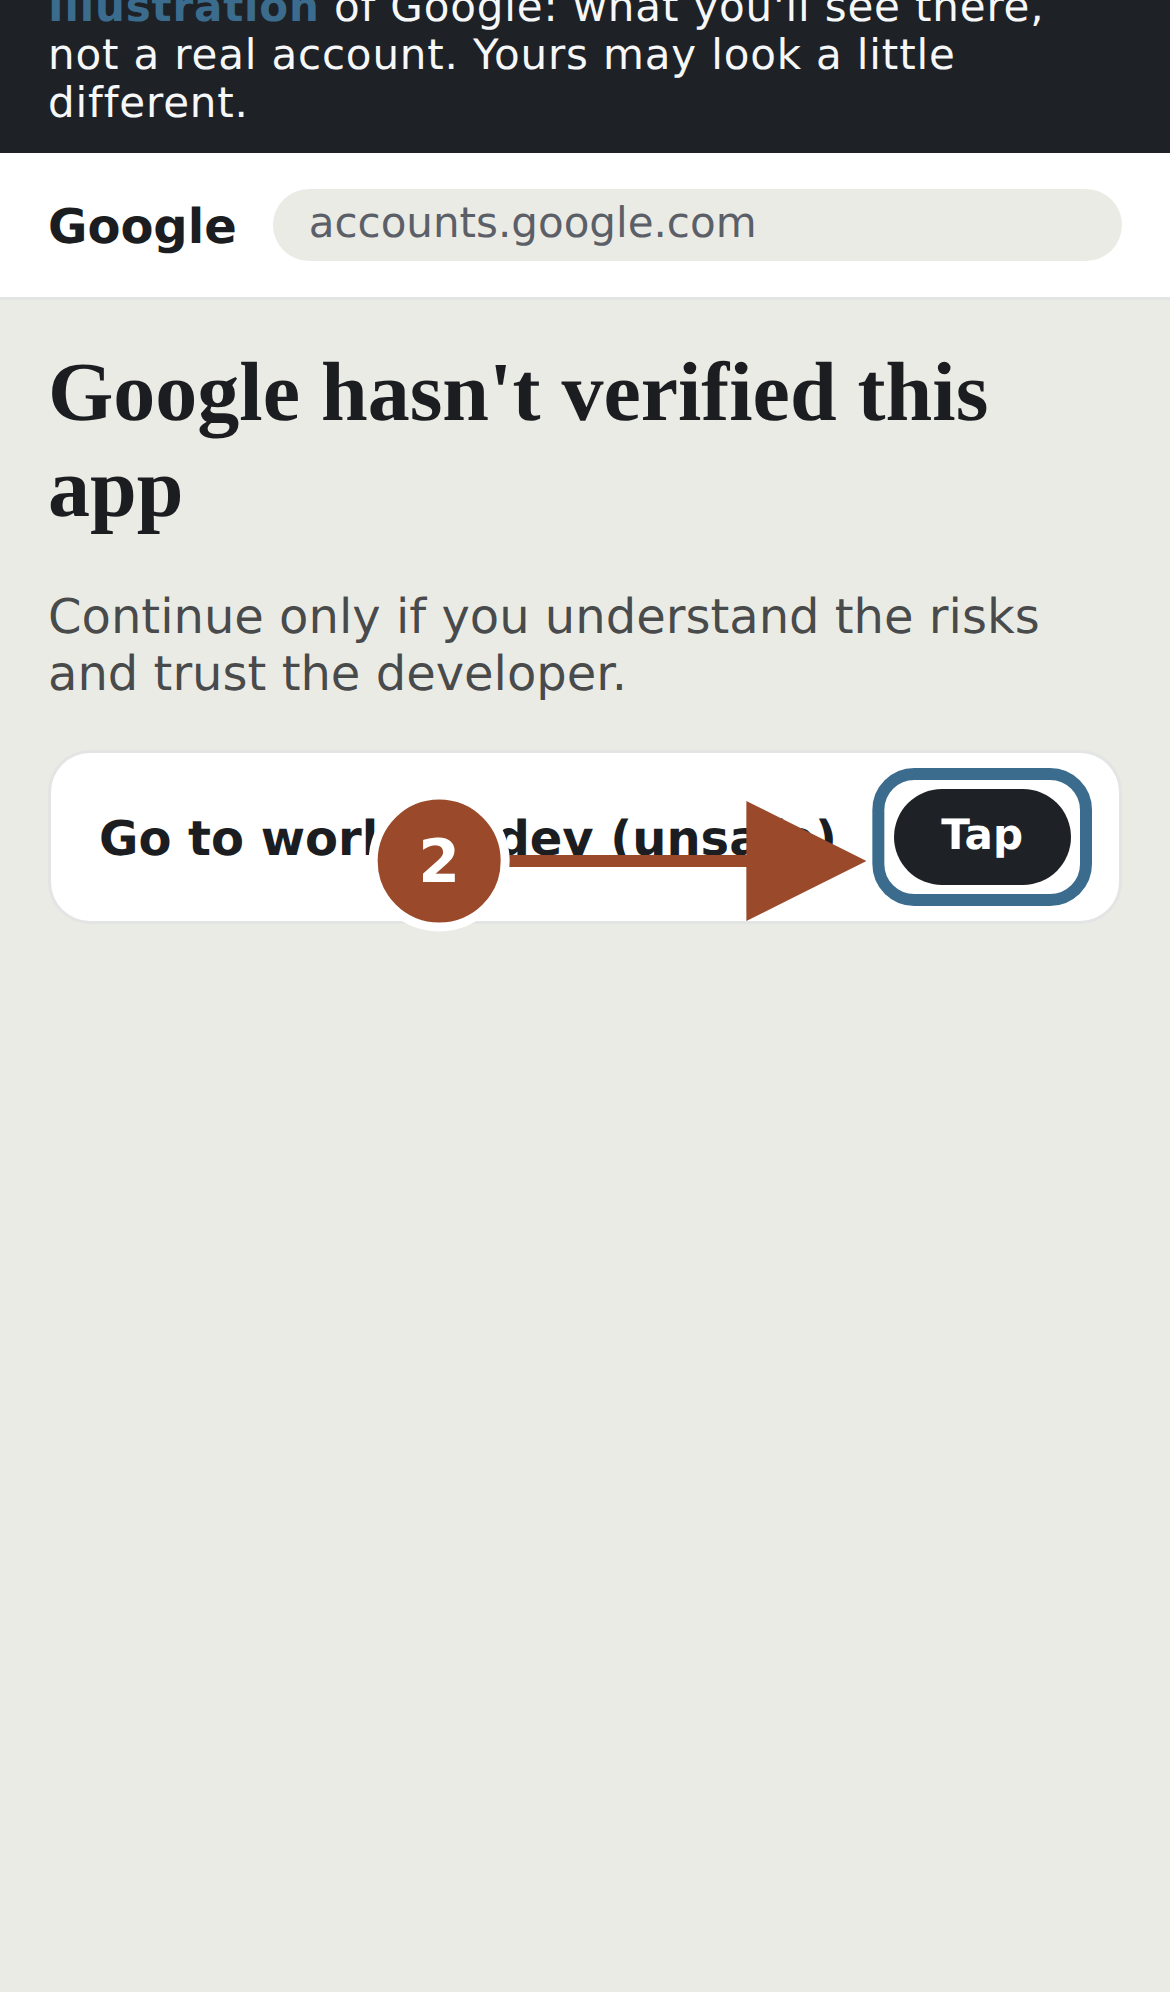 Illustration of Google: what you'll see there,
not a real account. Yours may look a little
different.
Google
accounts.google.com
Google hasn't verified this
app
Continue only if you understand the risks
and trust the developer.
Go to dev
2
Tap